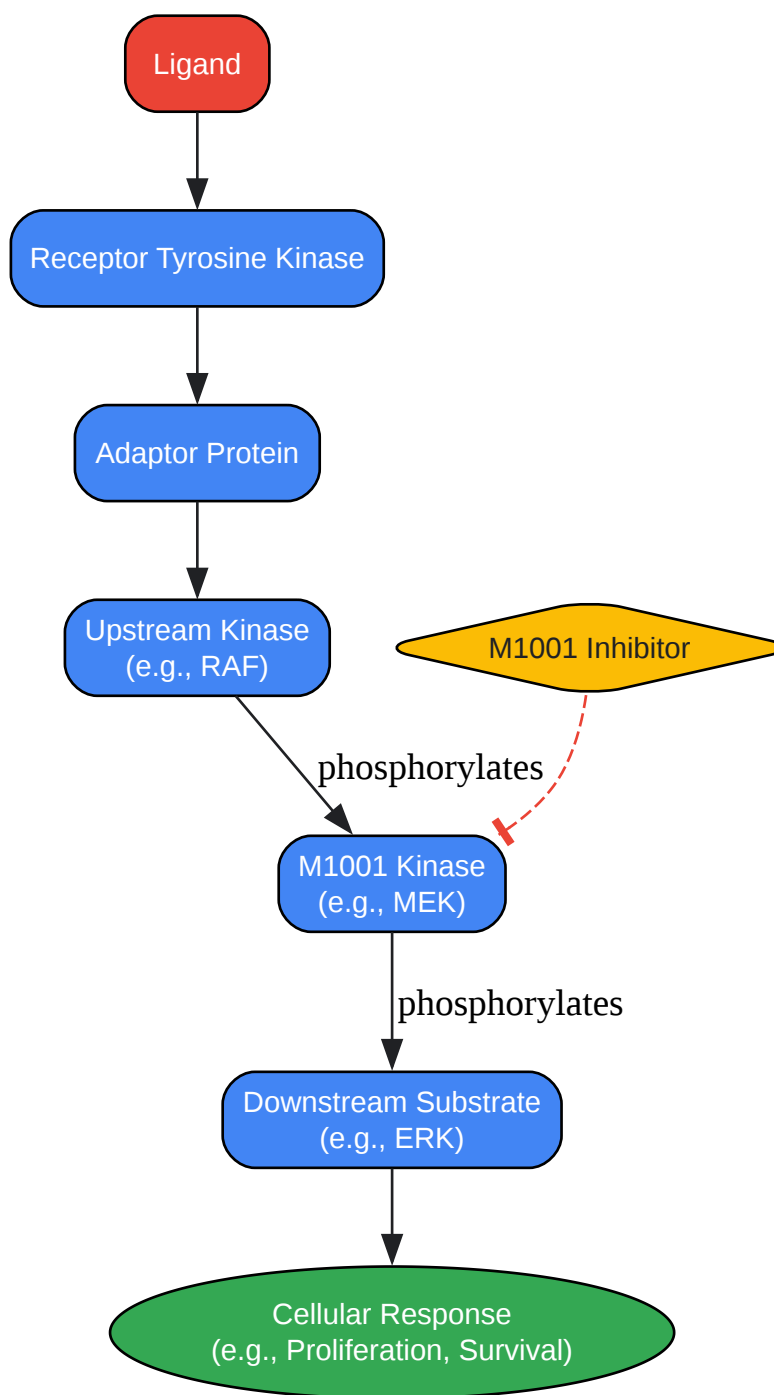 Ligand
Receptor Tyrosine Kinase
Adaptor Protein
Upstream Kinase
(e.g., RAF)
M1001 Inhibitor
phosphorylates
M1001 Kinase
(e.g., MEK)
phosphorylates
Downstream Substrate
(e.g., ERK)
Cellular Response
(e.g., Proliferation, Survival)